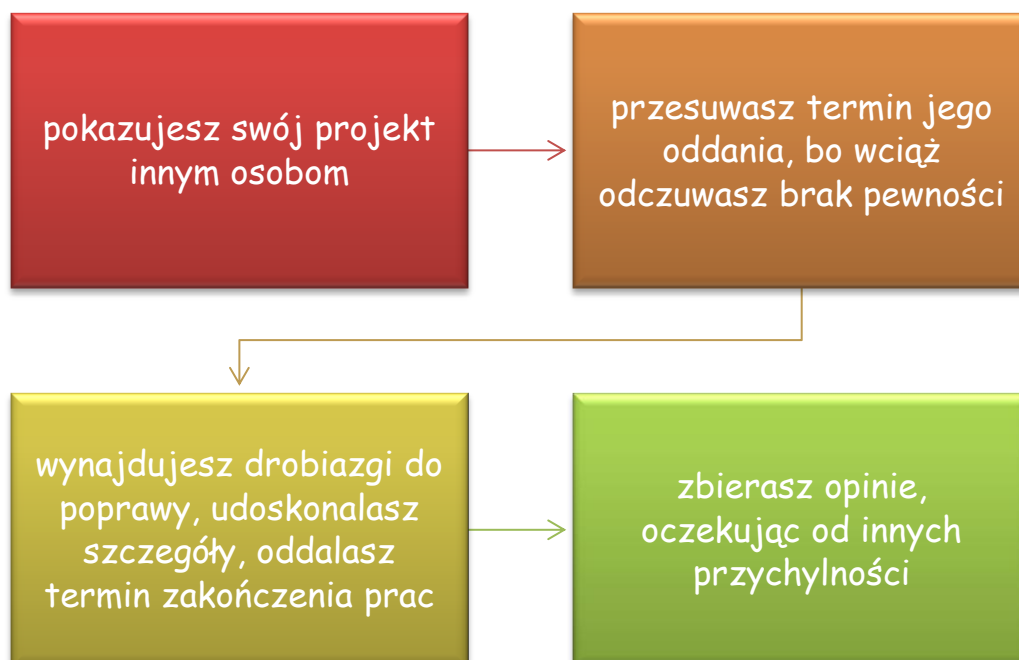 pokazujesz swój projekt
innym osobom
przesuwasz termin jego
oddania, bo wciąż
odczuwasz brak pewności
wynajdujesz drobiazgi do
poprawy, udoskonalasz
szczegóły, oddalasz
termin zakończenia prac
zbierasz opinie,
oczekując od innych
przychylności